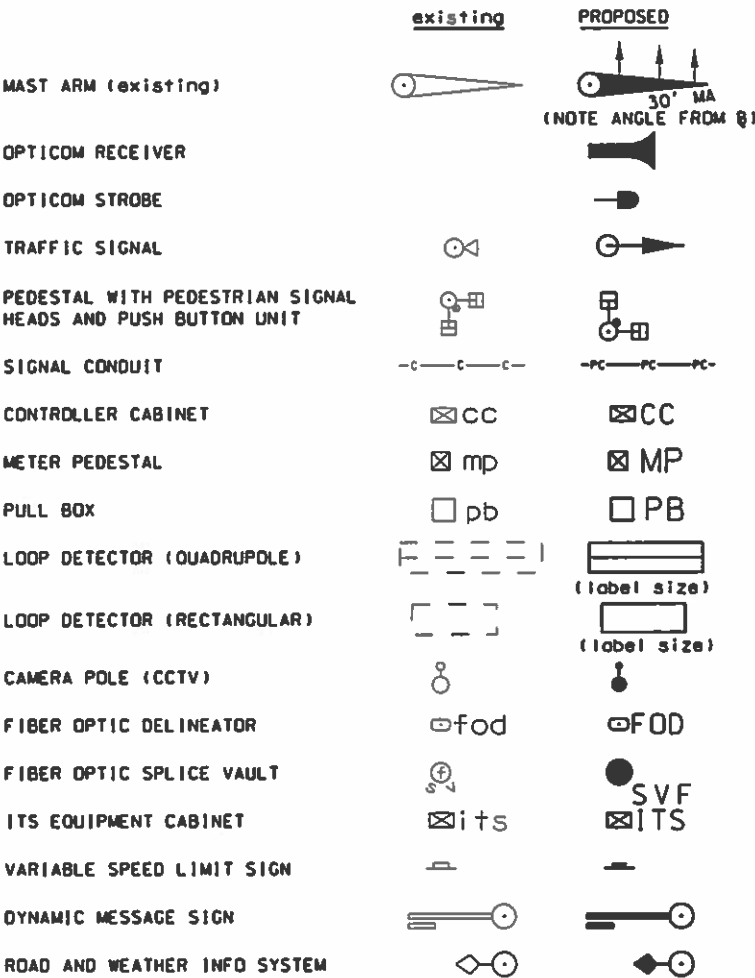 existing PROPOSED
MAST ARM (existing)
30' MA
(NOTE ANGLE FROM ℄)
OPTICOM RECEIVER
OPTICOM STROBE
TRAFFIC SIGNAL
PEDESTAL WITH PEDESTRIAN SIGNAL
HEADS AND PUSH BUTTON UNIT
SIGNAL CONDUIT -C—C—C- -PC—PC—PC-
CONTROLLER CABINET cc CC
METER PEDESTAL mp MP
PULL BOX pb PB
LOOP DETECTOR (QUADRUPOLE)
(label size)
LOOP DETECTOR (RECTANGULAR)
(label size)
CAMERA POLE (CCTV)
FIBER OPTIC DELINEATOR fod FOD
FIBER OPTIC SPLICE VAULT f s v SVF
ITS EQUIPMENT CABINET its ITS
VARIABLE SPEED LIMIT SIGN
DYNAMIC MESSAGE SIGN
ROAD AND WEATHER INFO SYSTEM